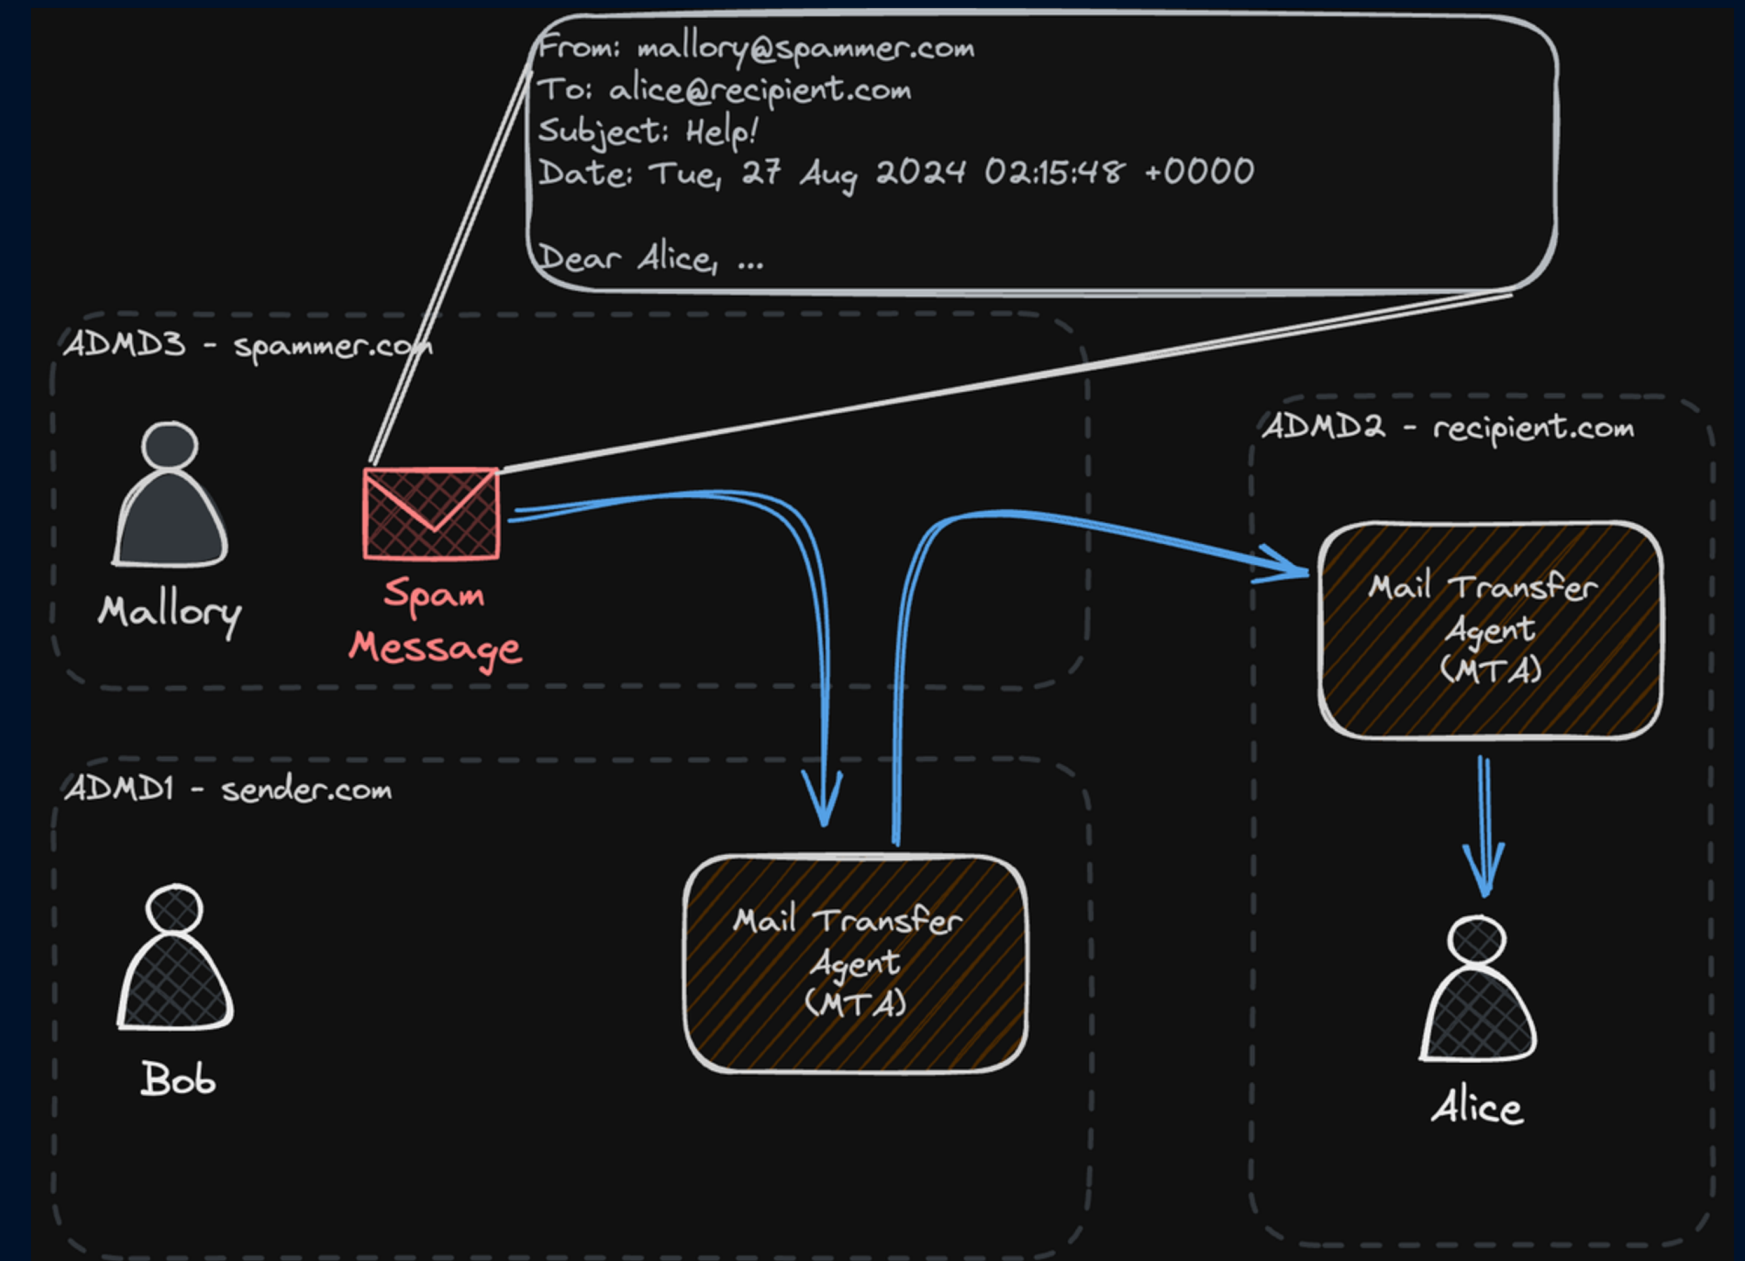 From: mallory@spammer.com
To: alice@recipient.com
Subject: Help!
Date: Tue, 27 Aug 2024 02:15:48 +0000
Dear Alice, ...
ADMD3 - spammer.com
Mallory
Spam
Message
ADMD2 - recipient.com
Mail Transfer
Agent
(MTA)
Alice
ADMD1 - sender.com
Bob
Mail Transfer
Agent
(MTA)